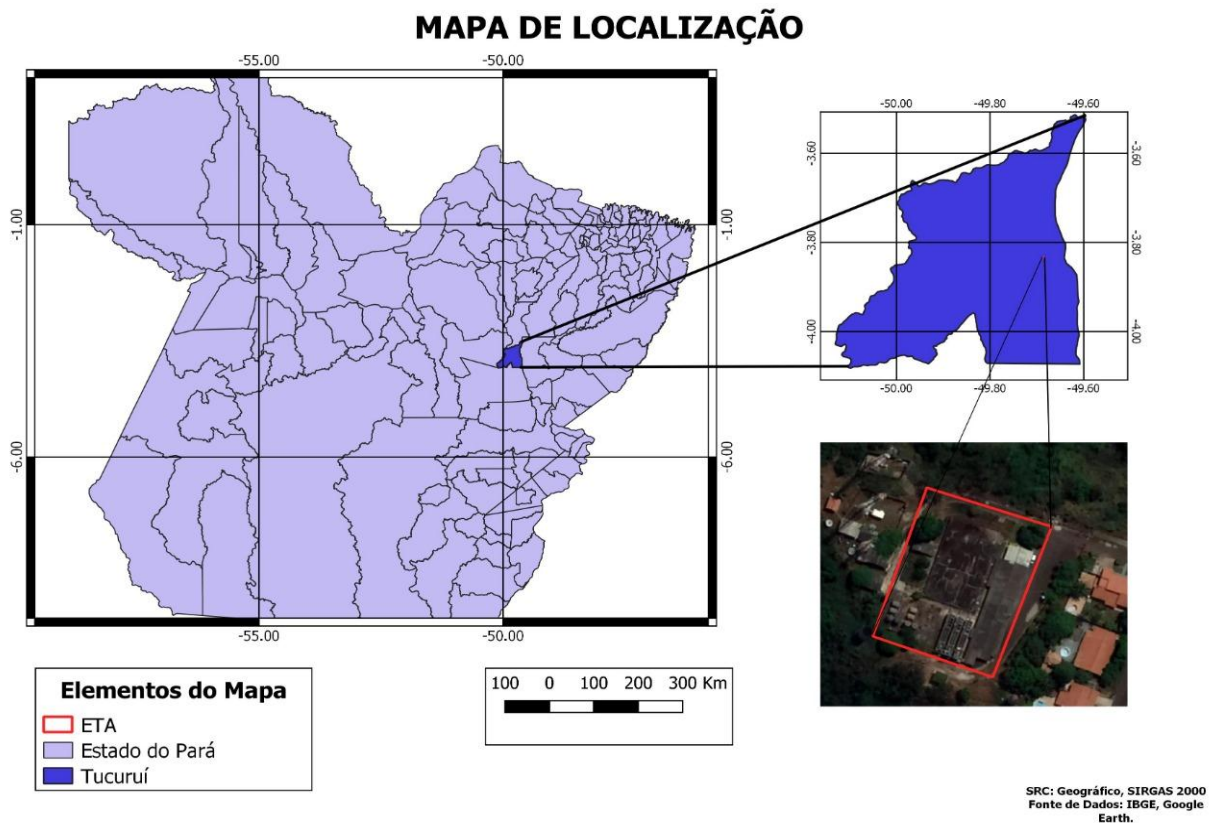 MAPA DE LOCALIZAÇÃO
-55.00 -50.00
-1.00 -1.00
-6.00 -6.00
-55.00 -50.00
-50.00 -49.80 -49.60
-3.60 -3.60
-3.80 -3.80
-4.00 -4.00
-50.00 -49.80 -49.60
Elementos do Mapa
ETA
Estado do Pará
Tucuruí
100 0 100 200 300 Km
SRC: Geográfico, SIRGAS 2000
Fonte de Dados: IBGE, Google
Earth.